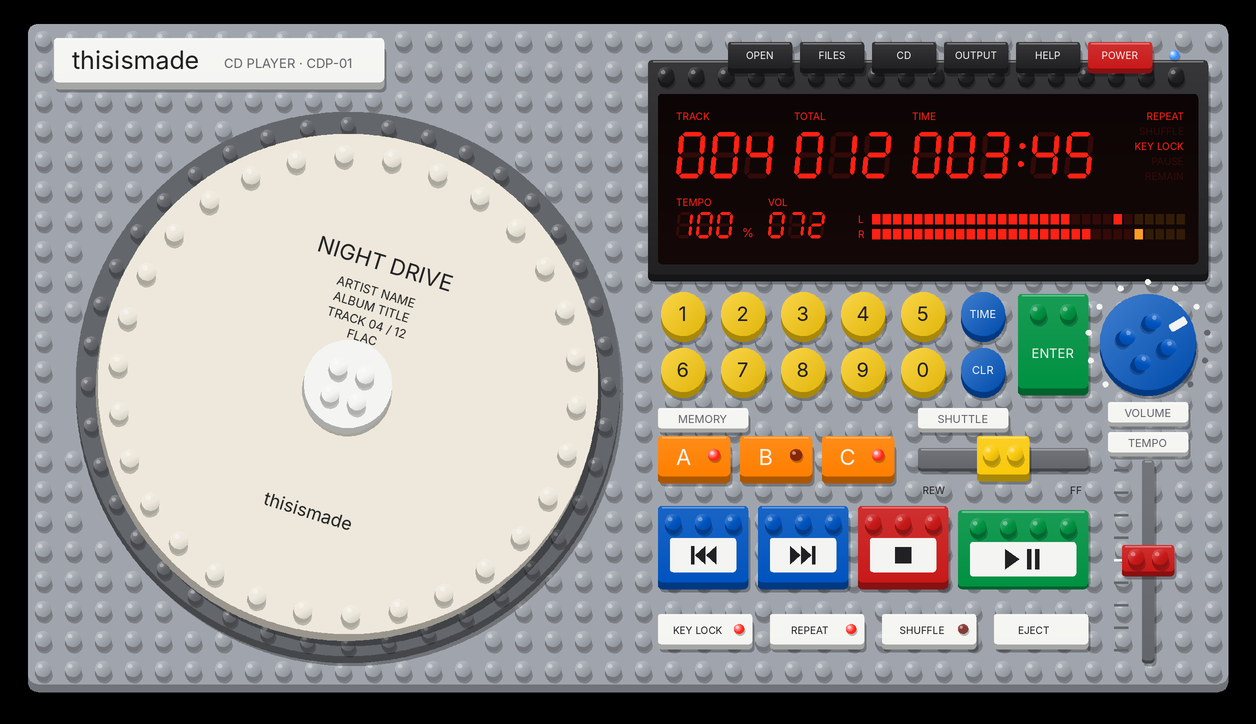 thisismade CD PLAYER · CDP-01
OPEN FILES CD OUTPUT HELP POWER
TRACK TOTAL TIME
004 012 003:45
REPEAT
SHUFFLE
KEY LOCK
PAUSE
REMAIN
TEMPO VOL
100 % 072
L
R
NIGHT DRIVE
ARTIST NAME
ALBUM TITLE
TRACK 04 / 12
FLAC
thisismade
1 2 3 4 5 TIME
6 7 8 9 0 CLR
ENTER
VOLUME
MEMORY
A B C
SHUTTLE
REW FF
TEMPO
KEY LOCK REPEAT SHUFFLE EJECT